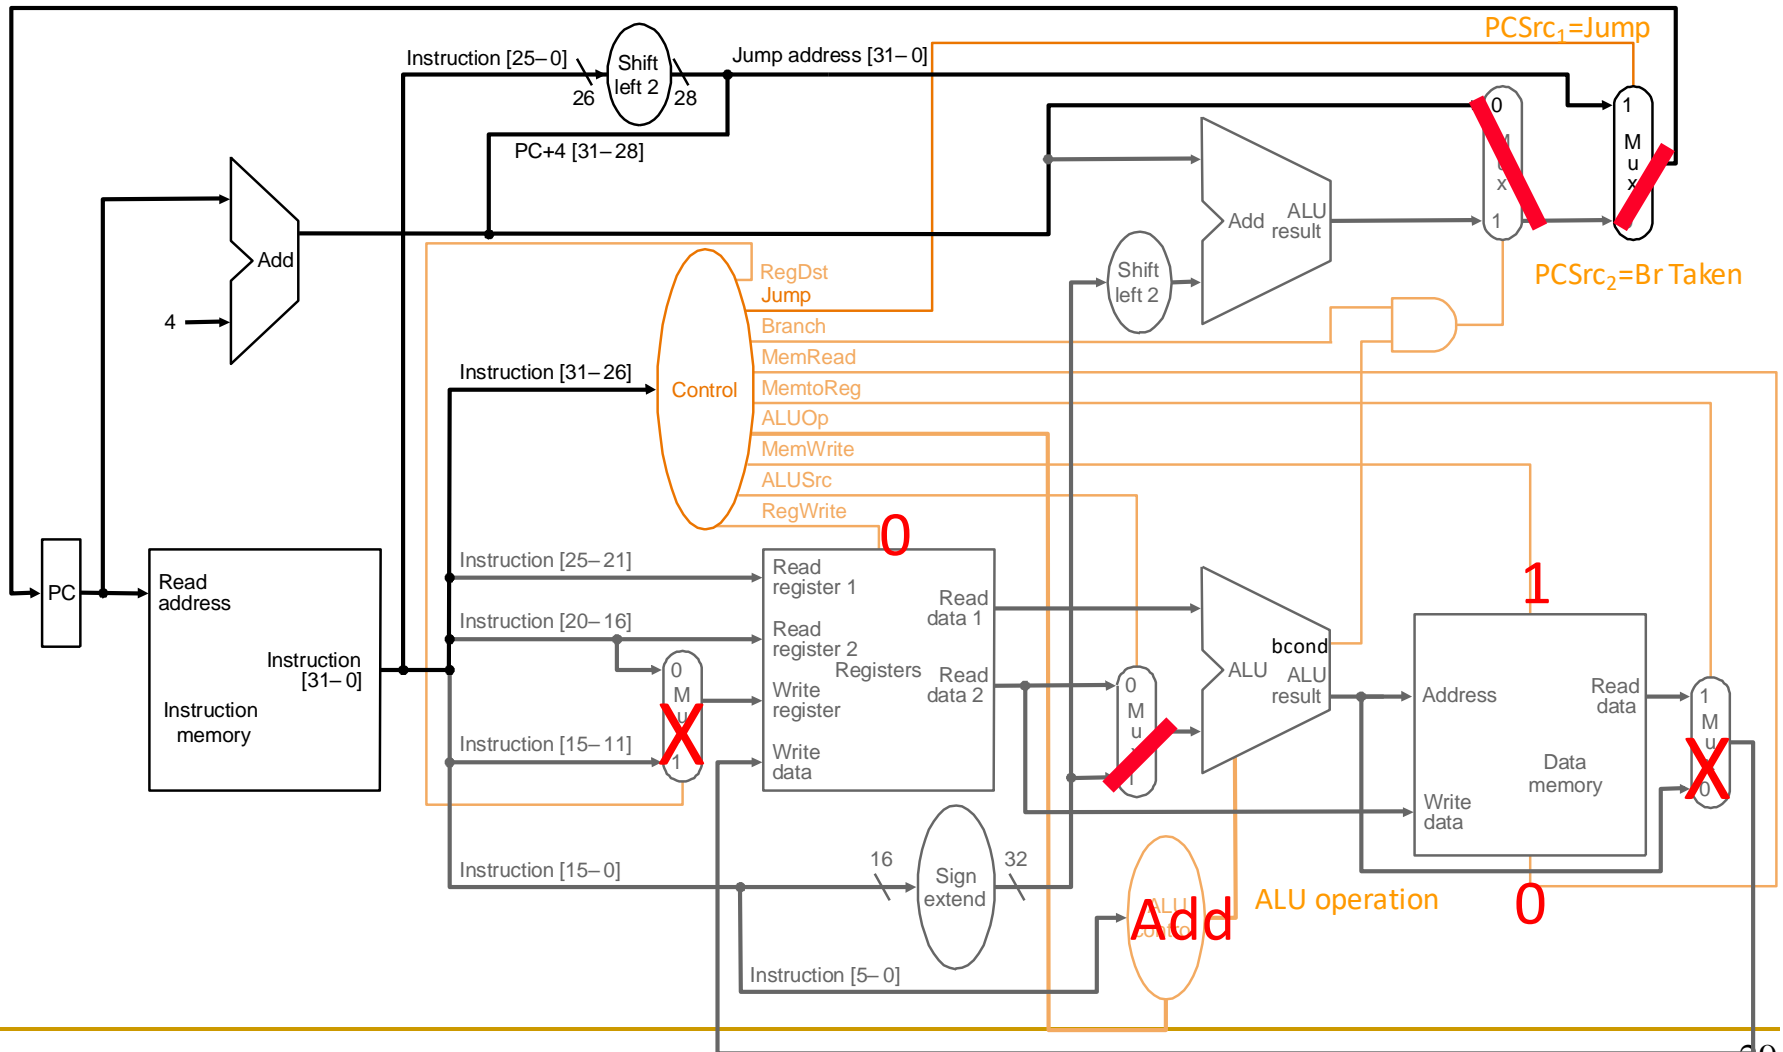 PCSrc1=Jump
Instruction [25–0]
Shift
left 2
Jump address [31–0]
26
28
0
M
u
x
1
1
M
u
x
PC+4 [31–28]
Add
ALU
result
Add
4
Shift
left 2
PCSrc2=Br Taken
RegDst
Jump
Branch
MemRead
MemtoReg
ALUOp
MemWrite
ALUSrc
RegWrite
Instruction [31–26]
Control
0
1
PC
Read
address
Instruction
[31–0]
Instruction
memory
Instruction [25–21]
Instruction [20–16]
Instruction [15–11]
0
M
u
X
1
Read
register 1
Read
register 2
Write
register
Write
data
Registers
Read
data 1
Read
data 2
0
M
u
bcond
ALU
ALU
result
Address
Read
data
Data
memory
Write
data
1
M
u
X
0
Instruction [15–0]
16
Sign
extend
32
ALU
control
Add
ALU operation
0
Instruction [5–0]